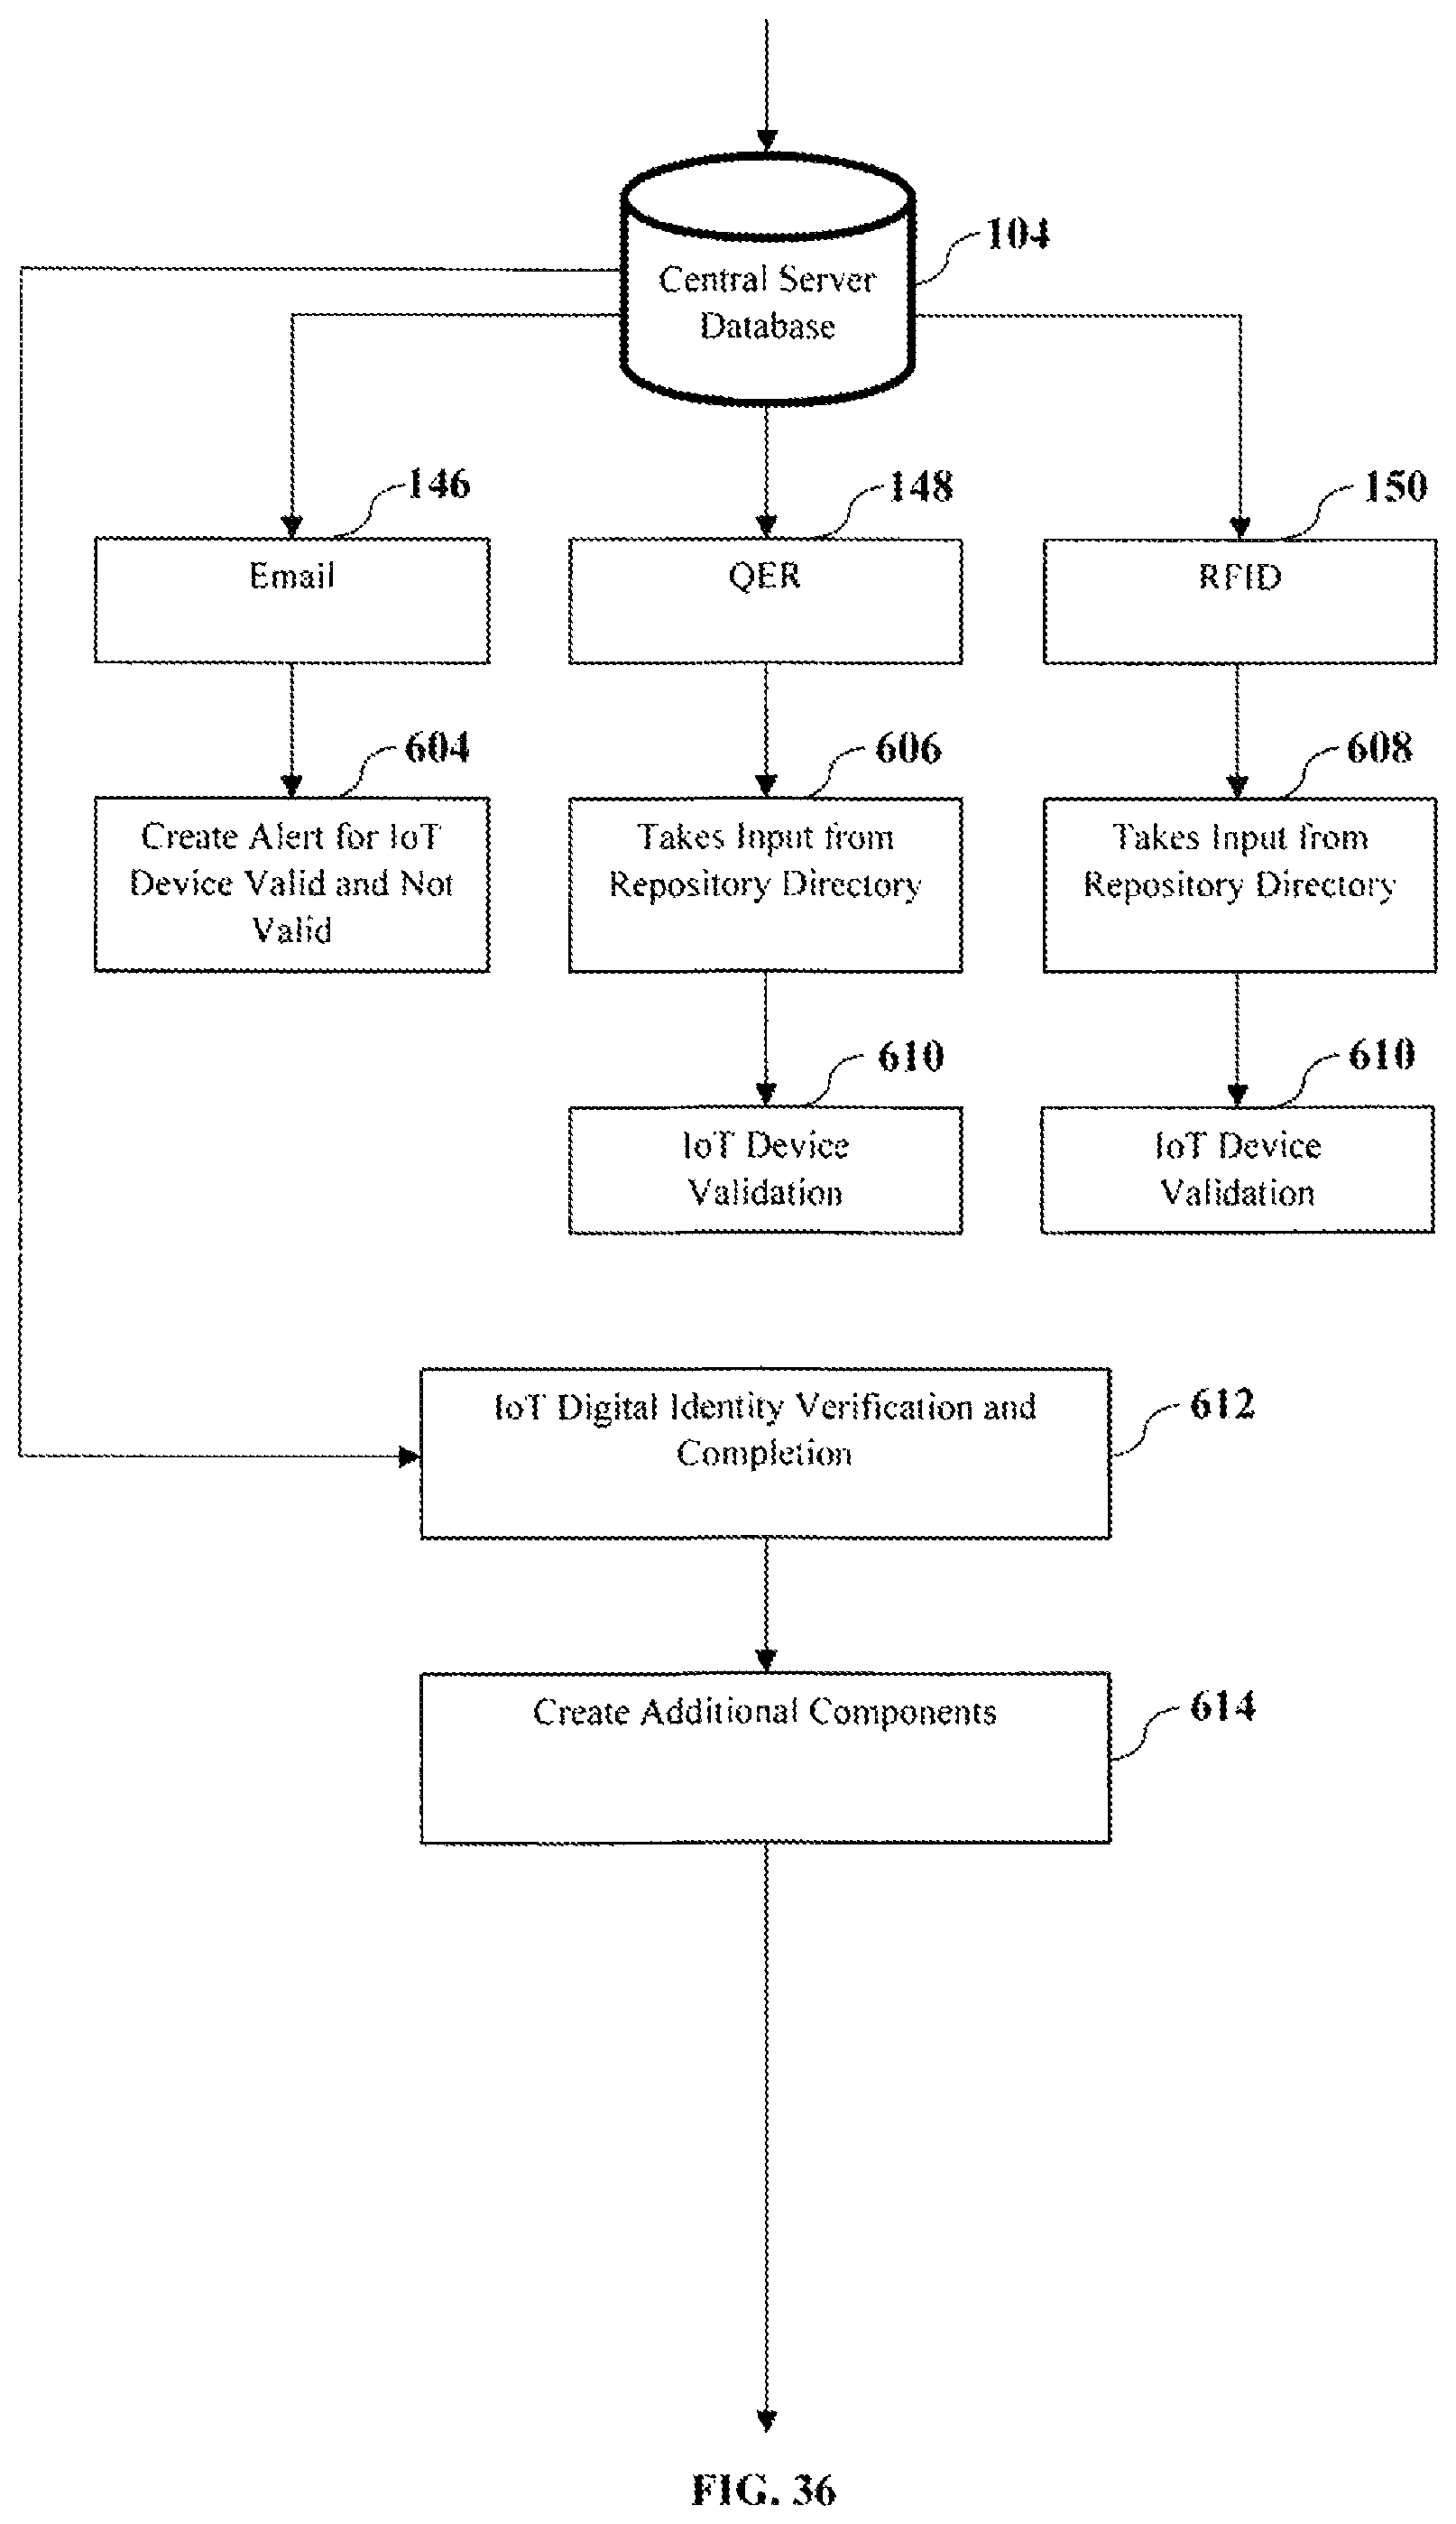 104
Central Server
Database
146
148
150
Email
QER
RFID
604
606
608
Create Alert for IoT
Device Valid and Not
Valid
Takes Input from
Repository Directory
Takes Input from
Repository Directory
610
610
IoT Device
Validation
IoT Device
Validation
IoT Digital Identity Verification and
Completion
612
Create Additional Components
614
FIG. 36